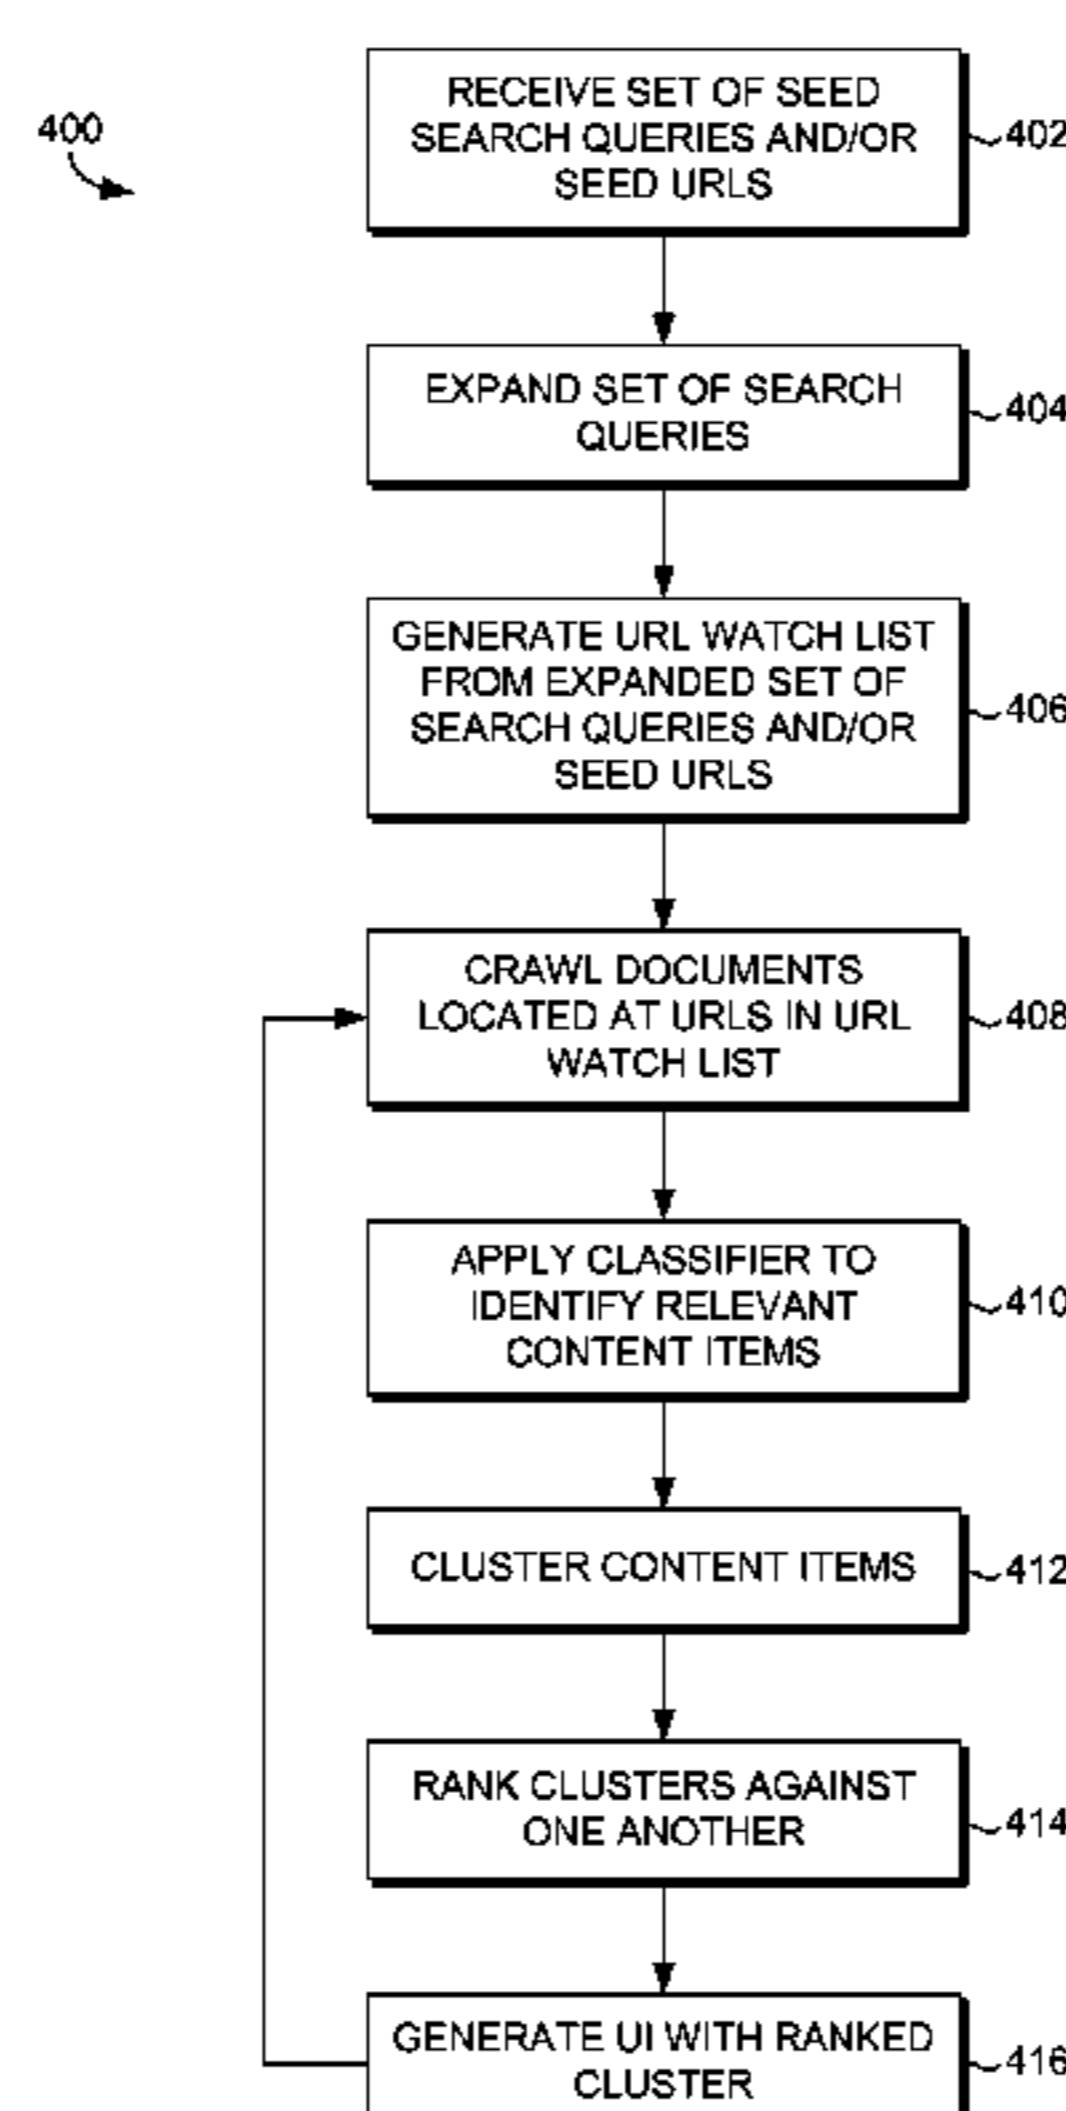 400
RECEIVE SET OF SEED
SEARCH QUERIES AND/OR
SEED URLS
402
EXPAND SET OF SEARCH
QUERIES
404
GENERATE URL WATCH LIST
FROM EXPANDED SET OF
SEARCH QUERIES AND/OR
SEED URLS
406
CRAWL DOCUMENTS
LOCATED AT URLS IN URL
WATCH LIST
408
APPLY CLASSIFIER TO
IDENTIFY RELEVANT
CONTENT ITEMS
410
CLUSTER CONTENT ITEMS
412
RANK CLUSTERS AGAINST
ONE ANOTHER
414
GENERATE UI WITH RANKED
CLUSTER
416